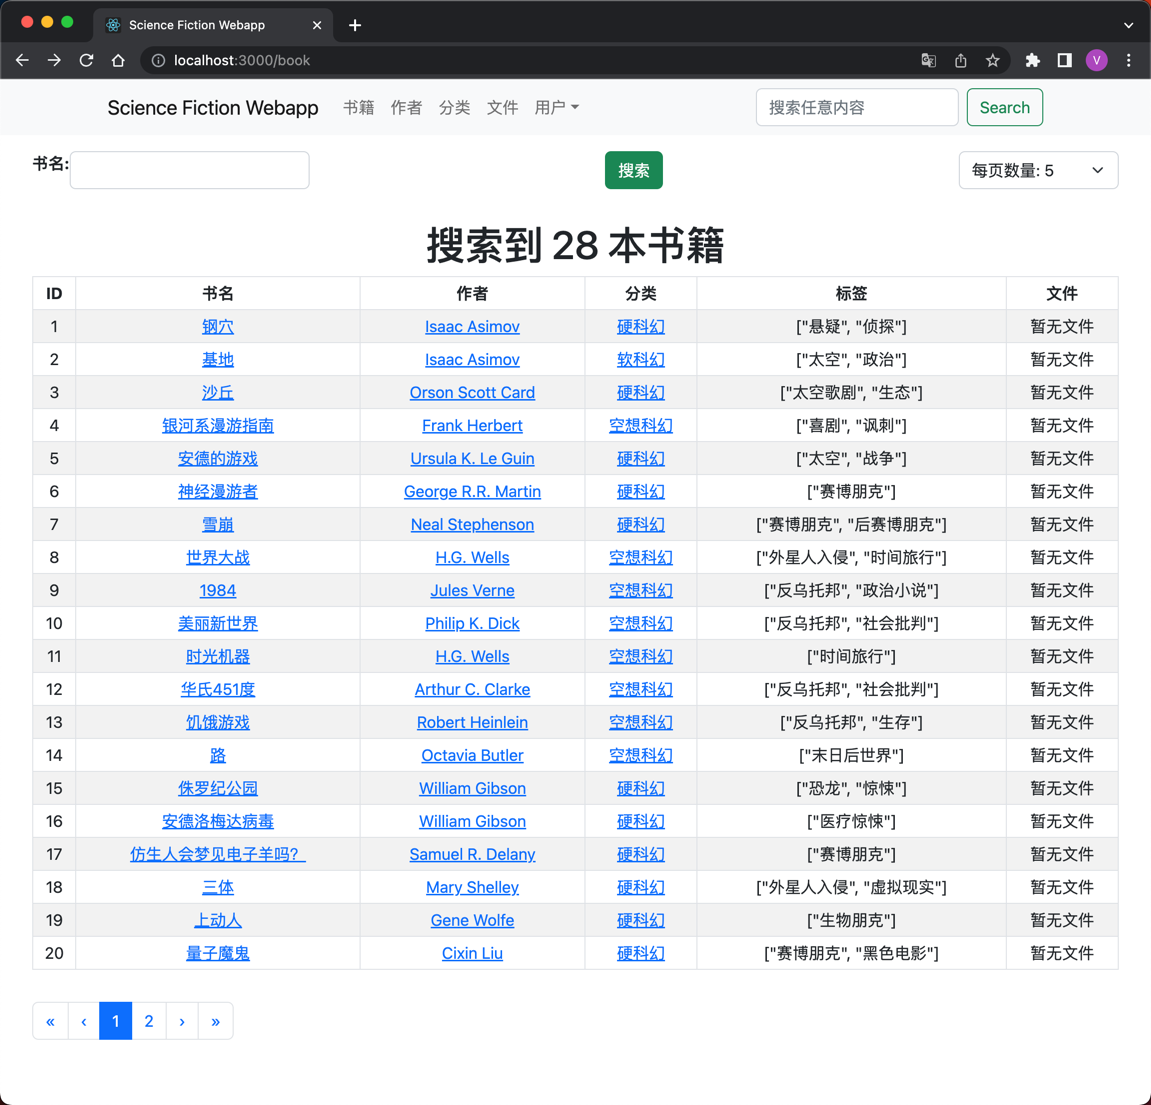 Science Fiction Webapp
localhost:3000/book
V
Science Fiction Webapp 书籍 作者 分类 文件 用户 搜索任意内容 Search
书名: 搜索 每页数量: 5
搜索到 28 本书籍
ID 书名 作者 分类 标签 文件
1 钢穴 Isaac Asimov 硬科幻 ["悬疑", "侦探"] 暂无文件
2 基地 Isaac Asimov 软科幻 ["太空", "政治"] 暂无文件
3 沙丘 Orson Scott Card 硬科幻 ["太空歌剧", "生态"] 暂无文件
4 银河系漫游指南 Frank Herbert 空想科幻 ["喜剧", "讽刺"] 暂无文件
5 安德的游戏 Ursula K. Le Guin 硬科幻 ["太空", "战争"] 暂无文件
6 神经漫游者 George R.R. Martin 硬科幻 ["赛博朋克"] 暂无文件
7 雪崩 Neal Stephenson 硬科幻 ["赛博朋克", "后赛博朋克"] 暂无文件
8 世界大战 H.G. Wells 空想科幻 ["外星人入侵", "时间旅行"] 暂无文件
9 1984 Jules Verne 空想科幻 ["反乌托邦", "政治小说"] 暂无文件
10 美丽新世界 Philip K. Dick 空想科幻 ["反乌托邦", "社会批判"] 暂无文件
11 时光机器 H.G. Wells 空想科幻 ["时间旅行"] 暂无文件
12 华氏451度 Arthur C. Clarke 空想科幻 ["反乌托邦", "社会批判"] 暂无文件
13 饥饿游戏 Robert Heinlein 空想科幻 ["反乌托邦", "生存"] 暂无文件
14 路 Octavia Butler 空想科幻 ["末日后世界"] 暂无文件
15 侏罗纪公园 William Gibson 硬科幻 ["恐龙", "惊悚"] 暂无文件
16 安德洛梅达病毒 William Gibson 硬科幻 ["医疗惊悚"] 暂无文件
17 仿生人会梦见电子羊吗？ Samuel R. Delany 硬科幻 ["赛博朋克"] 暂无文件
18 三体 Mary Shelley 硬科幻 ["外星人入侵", "虚拟现实"] 暂无文件
19 上动人 Gene Wolfe 硬科幻 ["生物朋克"] 暂无文件
20 量子魔鬼 Cixin Liu 硬科幻 ["赛博朋克", "黑色电影"] 暂无文件
« ‹ 1 2 › »